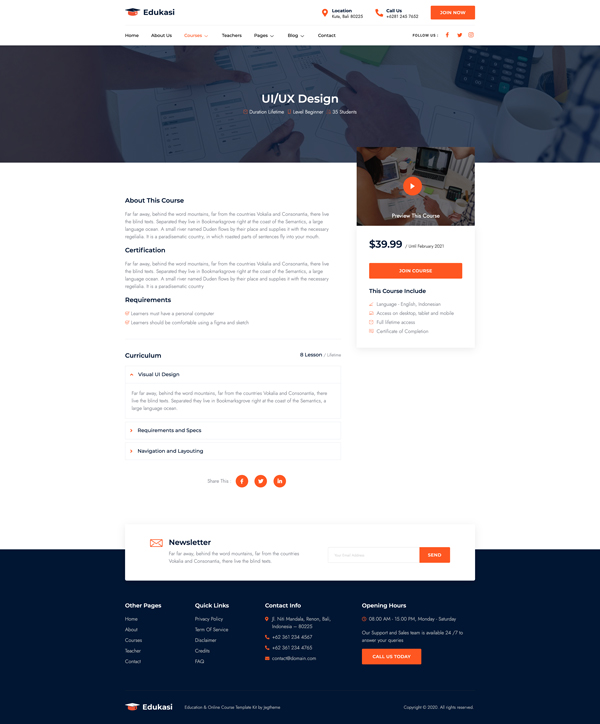 Edukasi
Location
Kuta, Bali 80225
Call Us
+6281 245 7652
JOIN NOW
Home
About Us
Courses
Teachers
Pages
Blog
Contact
FOLLOW US :
UI/UX Design
Duration Lifetime
Level Beginner
35 Students
Preview This Course
About This Course
Far far away, behind the word mountains, far from the countries Vokalia and Consonantia, there live
the blind texts. Separated they live in Bookmarksgrove right at the coast of the Semantics, a large
language ocean. A small river named Duden flows by their place and supplies it with the necessary
regelialia. It is a paradisematic country, in which roasted parts of sentences fly into your mouth.
$39.99 / Until February 2021
JOIN COURSE
Certification
Far far away, behind the word mountains, far from the countries Vokalia and Consonantia, there live
the blind texts. Separated they live in Bookmarksgrove right at the coast of the Semantics, a large
language ocean. A small river named Duden flows by their place and supplies it with the necessary
regelialia. It is a paradisematic country
This Course Include
Language - English, Indonesian
Access on desktop, tablet and mobile
Full lifetime access
Certificate of Completion
Requirements
Learners must have a personal computer
Learners should be comfortable using a figma and sketch
Curriculum
8 Lesson / Lifetime
Visual UI Design
Far far away, behind the word mountains, far from the countries Vokalia and Consonantia, there live
the blind texts. Separated they live in Bookmarksgrove right at the coast of the Semantics, a
large language ocean
Requirements and Specs
Navigation and Layouting
Share This :
Newsletter
Far far away, behind the word mountains, far from the countries
Vokalia and Consonantia, there live the blind texts
SEND
Other Pages
Home
About
Courses
Teacher
Contact
Quick Links
Privacy Policy
Term Of Service
Disclaimer
Credits
FAQ
Contact Info
Jl. Nski Mandala, Renon, Bali,
Indonesia – 80225
+62 361 234 4567
+62 361 234 4765
contact@domain.com
Opening Hours
08.00 AM - 15.00 PM, Monday - Saturday
Our Support and Sales team is available 24 /7 to
answer your queries
CALL US TODAY
Edukasi
Education and Online Course Template Kit by Jegtheme
Copyright © 2020. All rights reserved.